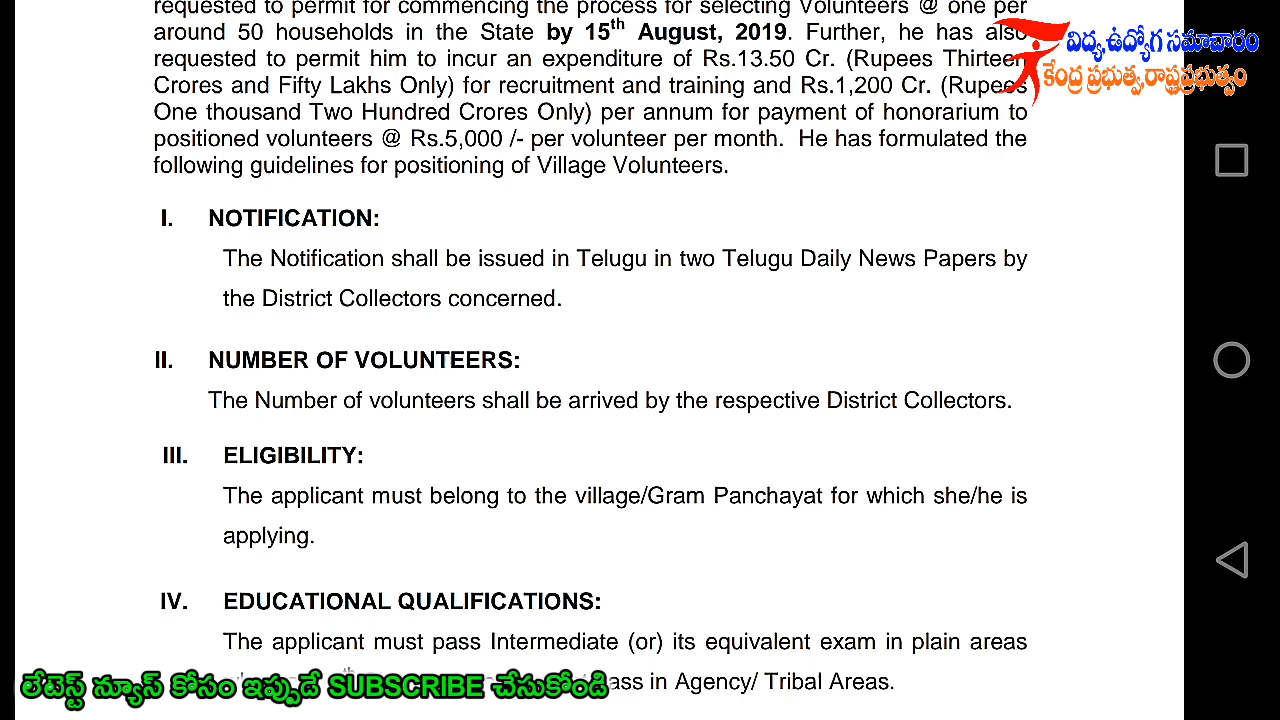 requested to permit for commencing the process for selecting Volunteers @ one per
around 50 households in the State by 15th August, 2019. Further, he has also
requested to permit him to incur an expenditure of Rs.13.50 Cr. (Rupees Thirteen
Crores and Fifty Lakhs Only) for recruitment and training and Rs.1,200 Cr. (Rupees
One thousand Two Hundred Crores Only) per annum for payment of honorarium to
positioned volunteers @ Rs.5,000 /- per volunteer per month. He has formulated the
following guidelines for positioning of Village Volunteers.
విద్య,ఉద్యోగ సమాచారం
కేంద్ర ప్రభుత్వ,రాష్ట్రప్రభుత్వం
I. NOTIFICATION:
The Notification shall be issued in Telugu in two Telugu Daily News Papers by
the District Collectors concerned.
II. NUMBER OF VOLUNTEERS:
The Number of volunteers shall be arrived by the respective District Collectors.
III. ELIGIBILITY:
The applicant must belong to the village/Gram Panchayat for which she/he is
applying.
IV. EDUCATIONAL QUALIFICATIONS:
The applicant must pass Intermediate (or) its equivalent exam in plain areas
in Agency/ Tribal Areas.
లేటెస్ట్ న్యూస్ కోసం ఇప్పుడే SUBSCRIBE చేసుకోండి